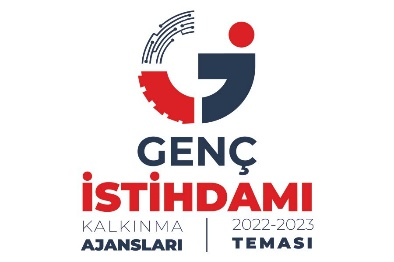 GENÇ
İSTİHDAMI
KALKINMA
AJANSLARI
2022-2023
TEMASI